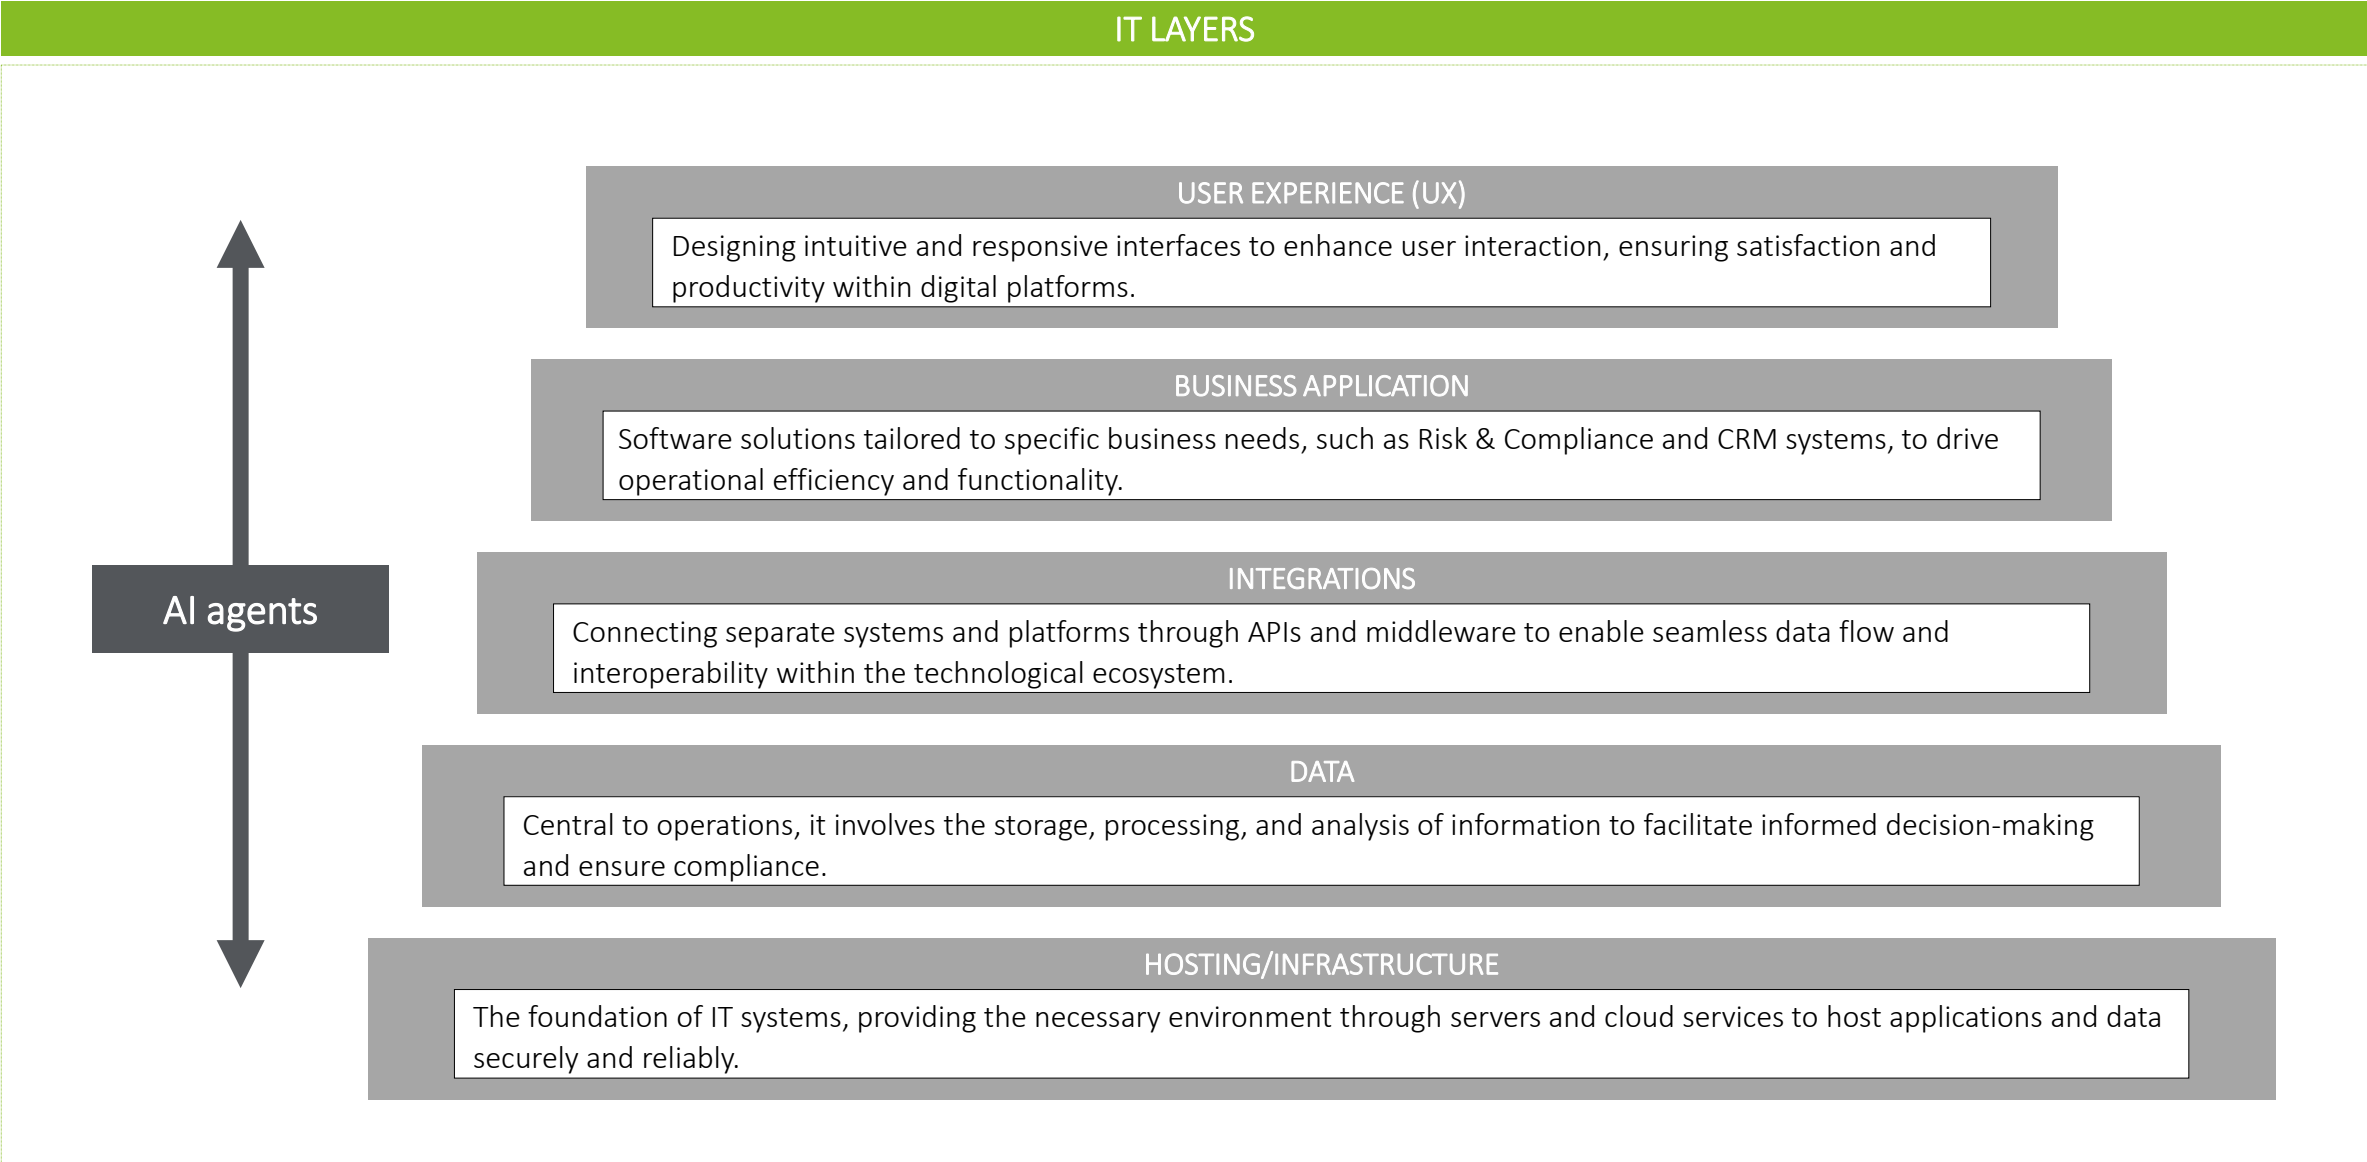 IT LAYERS
USER EXPERIENCE (UX)
Designing intuitive and responsive interfaces to enhance user interaction, ensuring satisfaction and
productivity within digital platforms.
BUSINESS APPLICATION
Software solutions tailored to specific business needs, such as Risk & Compliance and CRM systems, to drive
operational efficiency and functionality.
AI agents
INTEGRATIONS
Connecting separate systems and platforms through APIs and middleware to enable seamless data flow and
interoperability within the technological ecosystem.
DATA
Central to operations, it involves the storage, processing, and analysis of information to facilitate informed decision-making
and ensure compliance.
HOSTING/INFRASTRUCTURE
The foundation of IT systems, providing the necessary environment through servers and cloud services to host applications and data
securely and reliably.